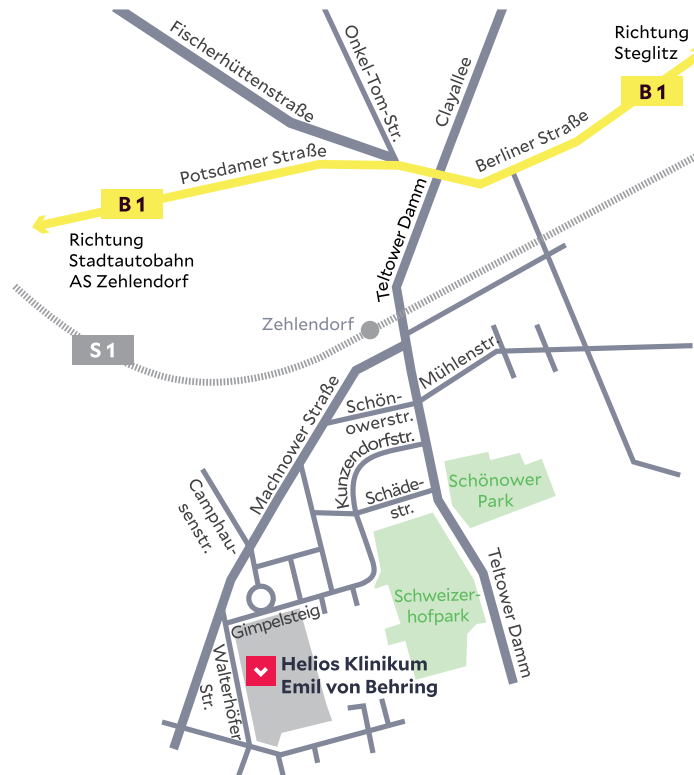 Richtung
Steglitz
B 1
Fischerhüttenstraße
Onkel-Tom-Str.
Clayallee
Berliner Straße
Potsdamer Straße
B 1
Richtung
Stadtautobahn
AS Zehlendorf
Teltower Damm
Zehlendorf
S 1
Mühlenstr.
Machnower Straße
Schön-
owerstr.
Kunzendorfstr.
Schäde-
str.
Schönower
Park
Camphau-
senstr.
Teltower Damm
Schweizer-
hofpark
Gimpelsteig
Helios Klinikum
Emil von Behring
Walterhöfer
Str.